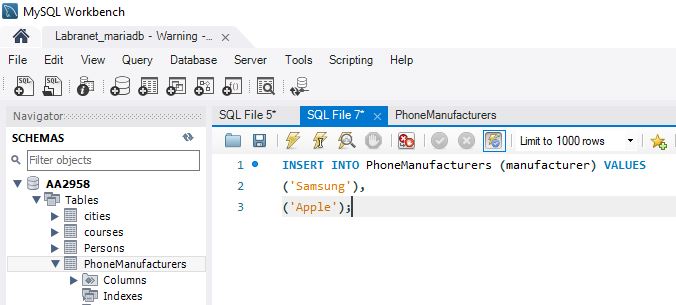 MySQL Workbench
Labranet_mariadb - Warning -... ×
File Edit View Query Database Server Tools Scripting Help
Navigator
SCHEMAS
Filter objects
AA2958
Tables
cities
courses
Persons
PhoneManufacturers
Columns
Indexes
SQL File 5* SQL File 7* × PhoneManufacturers
Limit to 1000 rows
1 INSERT INTO PhoneManufacturers (manufacturer) VALUES
2 ('Samsung'),
3 ('Apple');